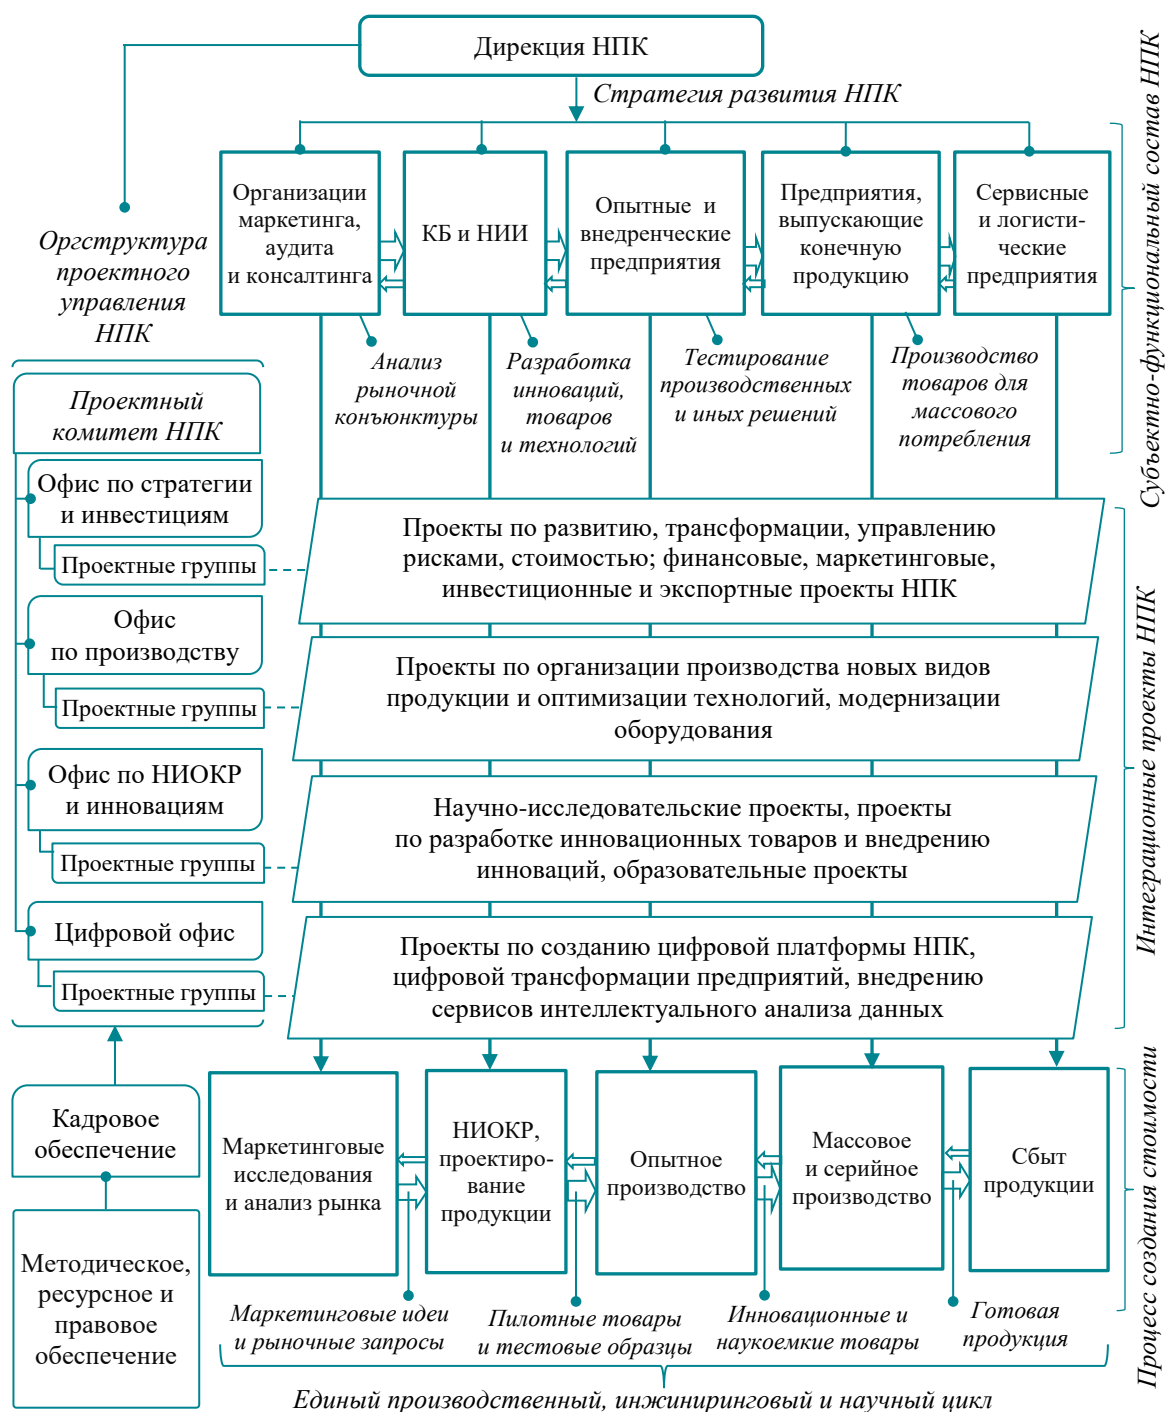 Дирекция НПК
Стратегия развития НПК
Организации
маркетинга,
аудита
и консалтинга
КБ и НИИ
Опытные и
внедренческие
предприятия
Предприятия,
выпускающие
конечную
продукцию
Сервисные
и логисти-
ческие
предприятия
Субъектно-функциональный состав НПК
Оргструктура
проектного
управления
НПК
Анализ
рыночной
конъюнктуры
Разработка
инноваций,
товаров
и технологий
Тестирование
производственных
и иных решений
Производство
товаров для
массового
потребления
Проектный
комитет НПК
Офис по стратегии
и инвестициям
Проектные группы
Проекты по развитию, трансформации, управлению
рисками, стоимостью; финансовые, маркетинговые,
инвестиционные и экспортные проекты НПК
Офис
по производству
Проектные группы
Проекты по организации производства новых видов
продукции и оптимизации технологий, модернизации
оборудования
Офис по НИОКР
и инновациям
Проектные группы
Научно-исследовательские проекты, проекты
по разработке инновационных товаров и внедрению
инноваций, образовательные проекты
Цифровой офис
Проектные группы
Проекты по созданию цифровой платформы НПК,
цифровой трансформации предприятий, внедрению
сервисов интеллектуального анализа данных
Интеграционные проекты НПК
Кадровое
обеспечение
Методическое,
ресурсное и
правовое
обеспечение
Маркетинговые
исследования
и анализ рынка
НИОКР,
проектиро-
вание
продукции
Опытное
производство
Массовое
и серийное
производство
Сбыт
продукции
Процесс создания стоимости
Маркетинговые идеи
и рыночные запросы
Пилотные товары
и тестовые образцы
Инновационные и
наукоемкие товары
Готовая
продукция
Единый производственный, инжиниринговый и научный цикл